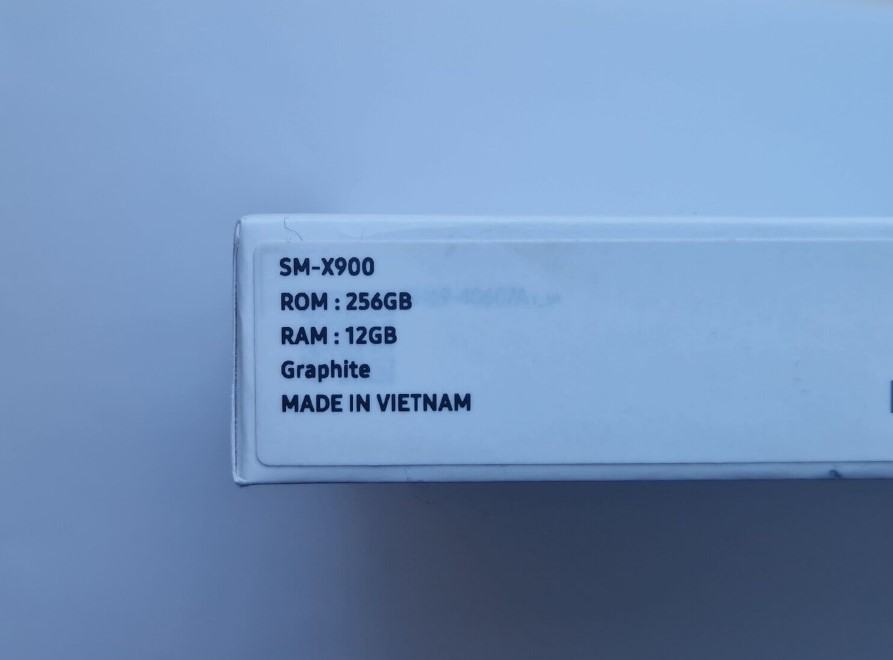 SM-X900
ROM : 256GB
RAM : 12GB
Graphite
MADE IN VIETNAM